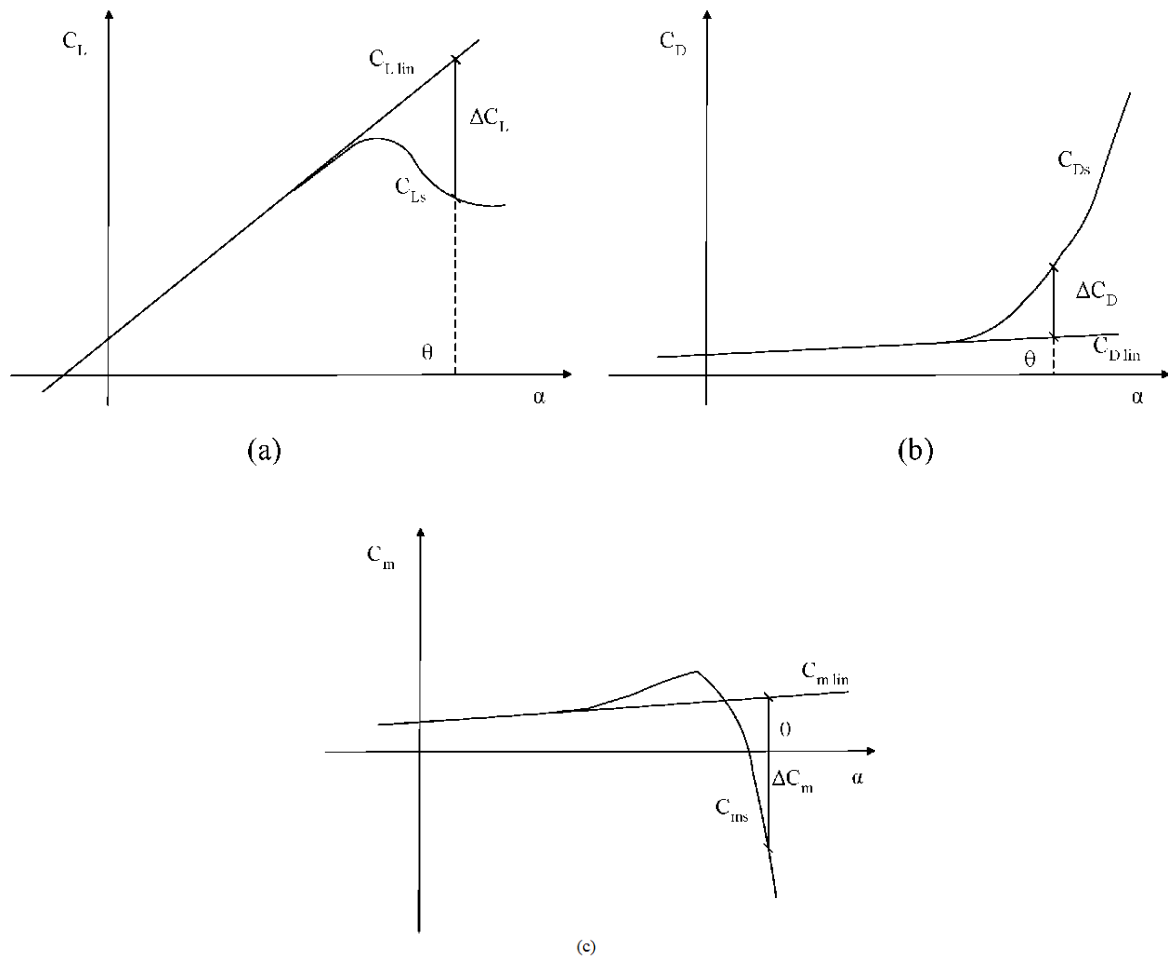 C_L
C_L lin
ΔC_L
C_Ls
θ
α
(a)
C_D
C_Ds
ΔC_D
C_D lin
θ
α
(b)
C_m
C_m lin
θ
ΔC_m
α
C_ms
(c)